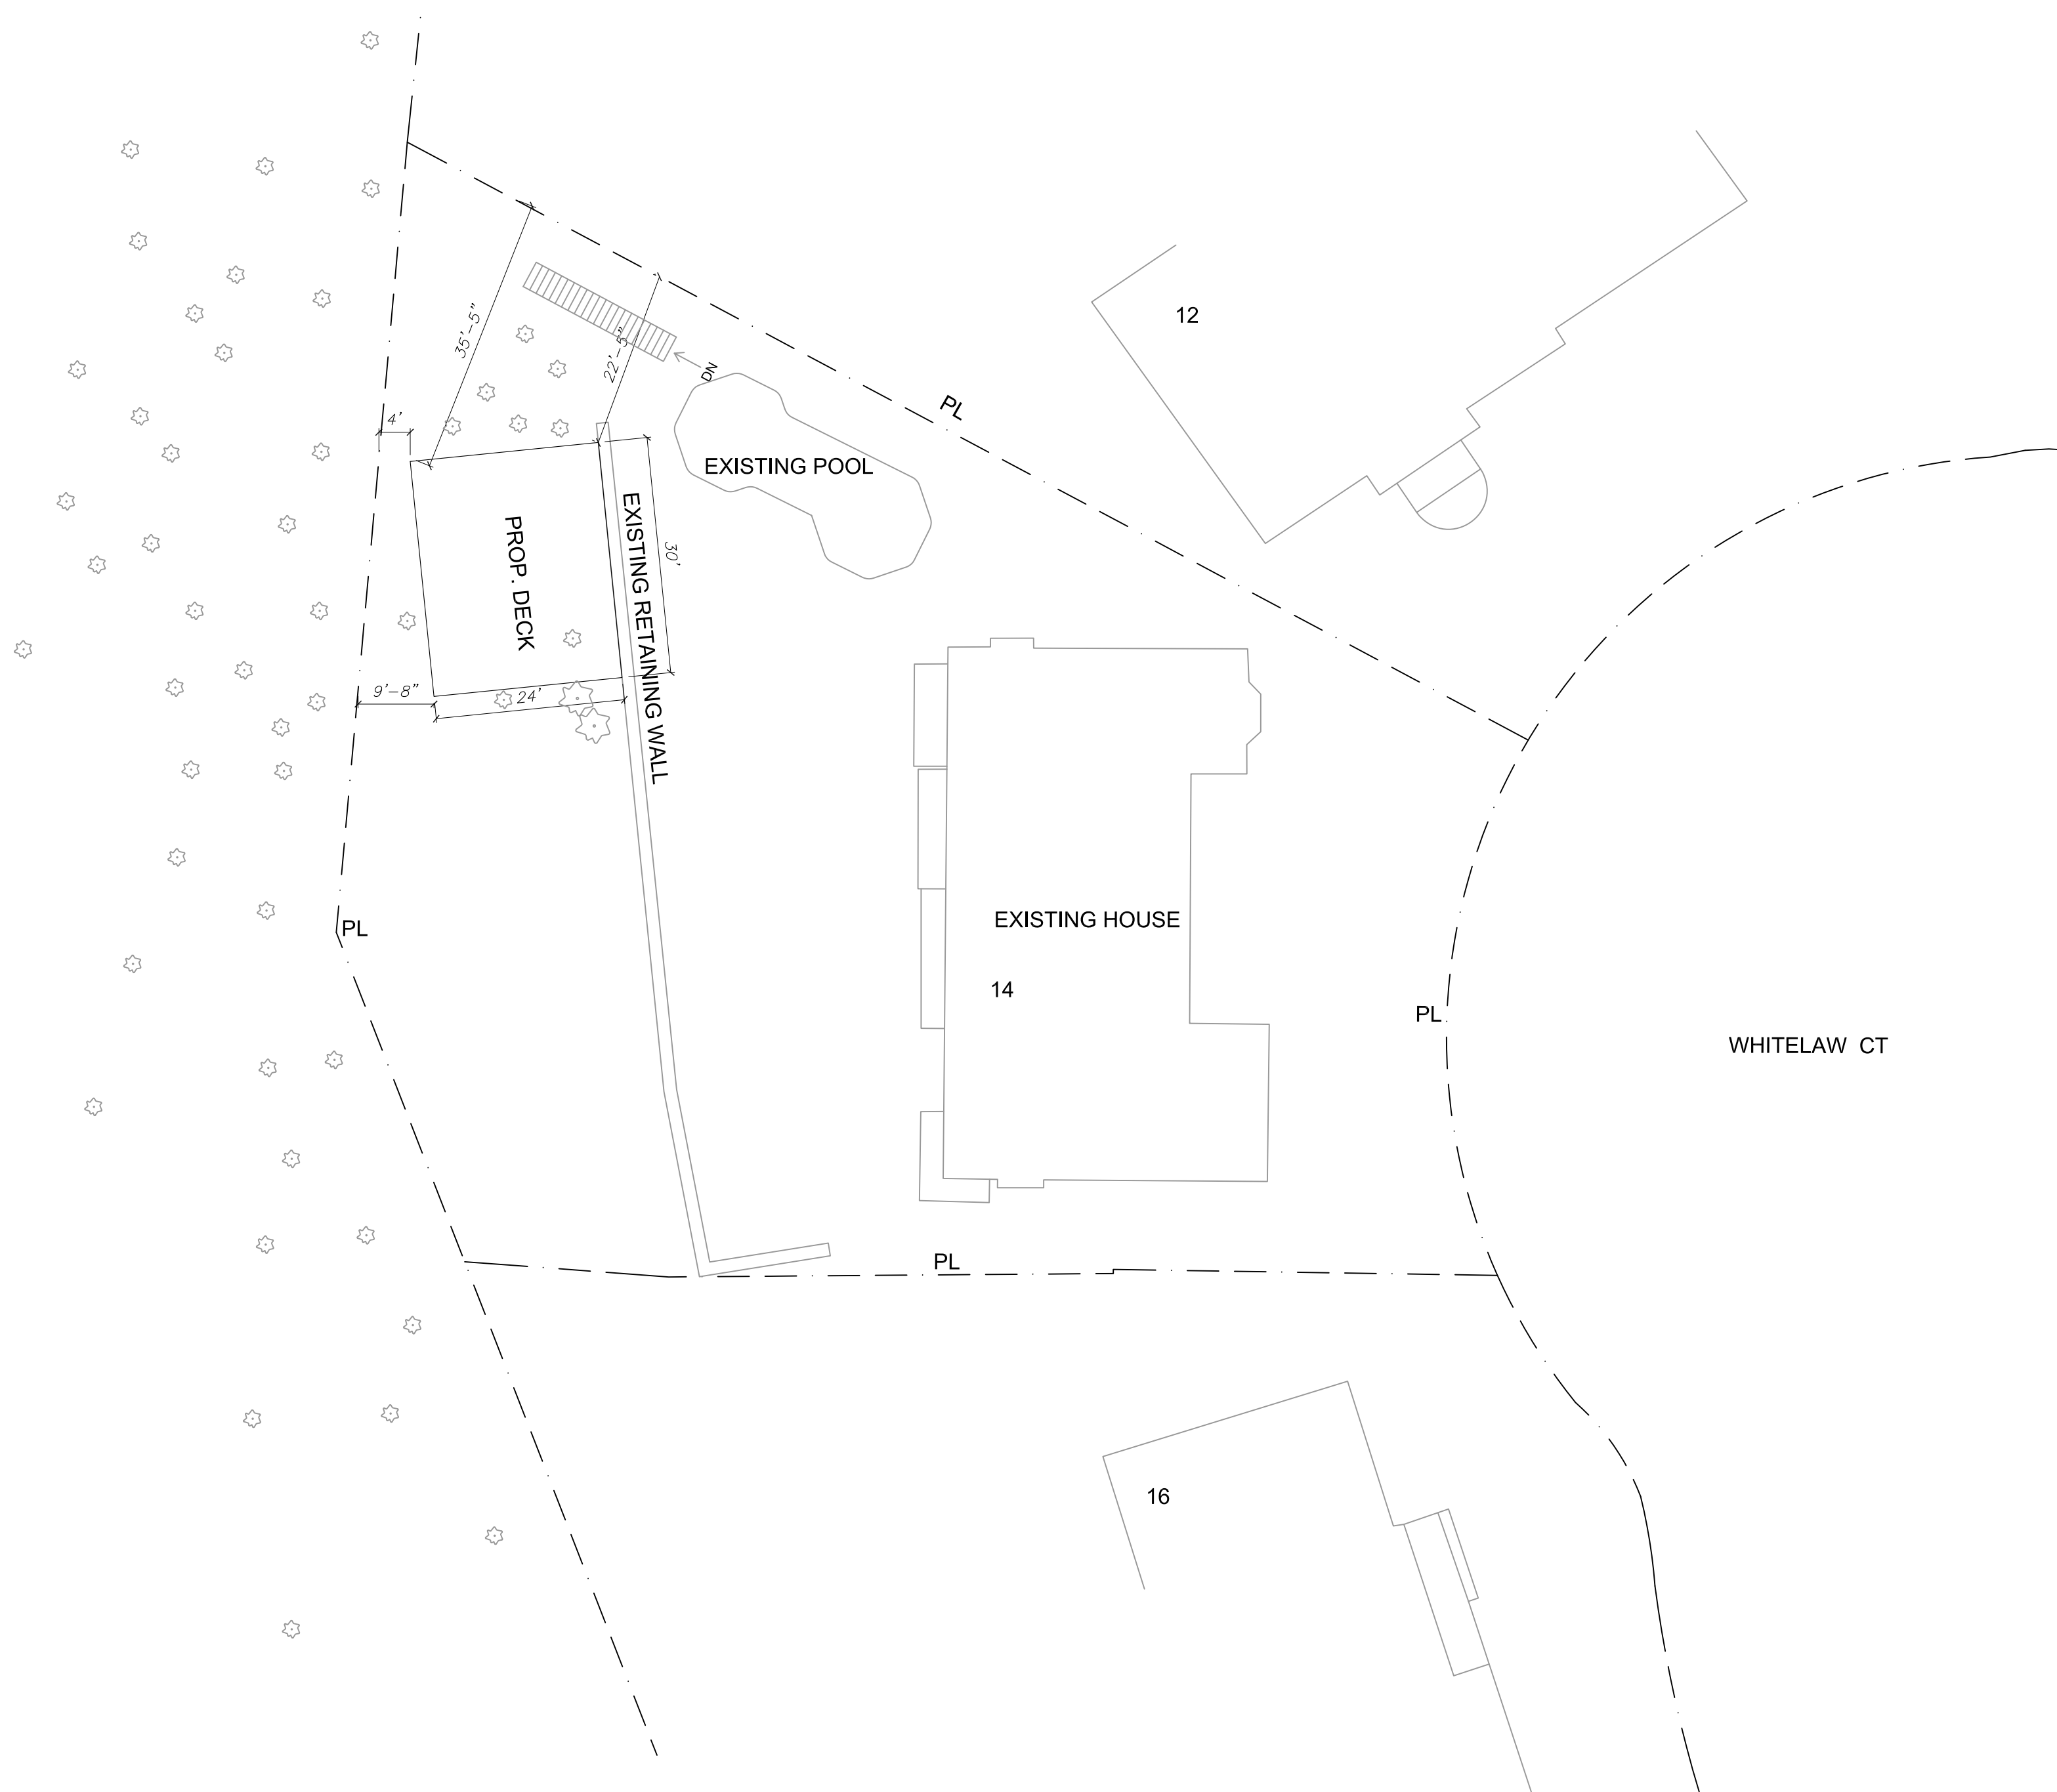 12
35'-5"
22'-5"
DN
PL
4'
EXISTING POOL
PROP. DECK
EXISTING RETAINING WALL
30'
9'-8"
24'
EXISTING HOUSE
PL
14
PL
WHITELAW CT
PL
16